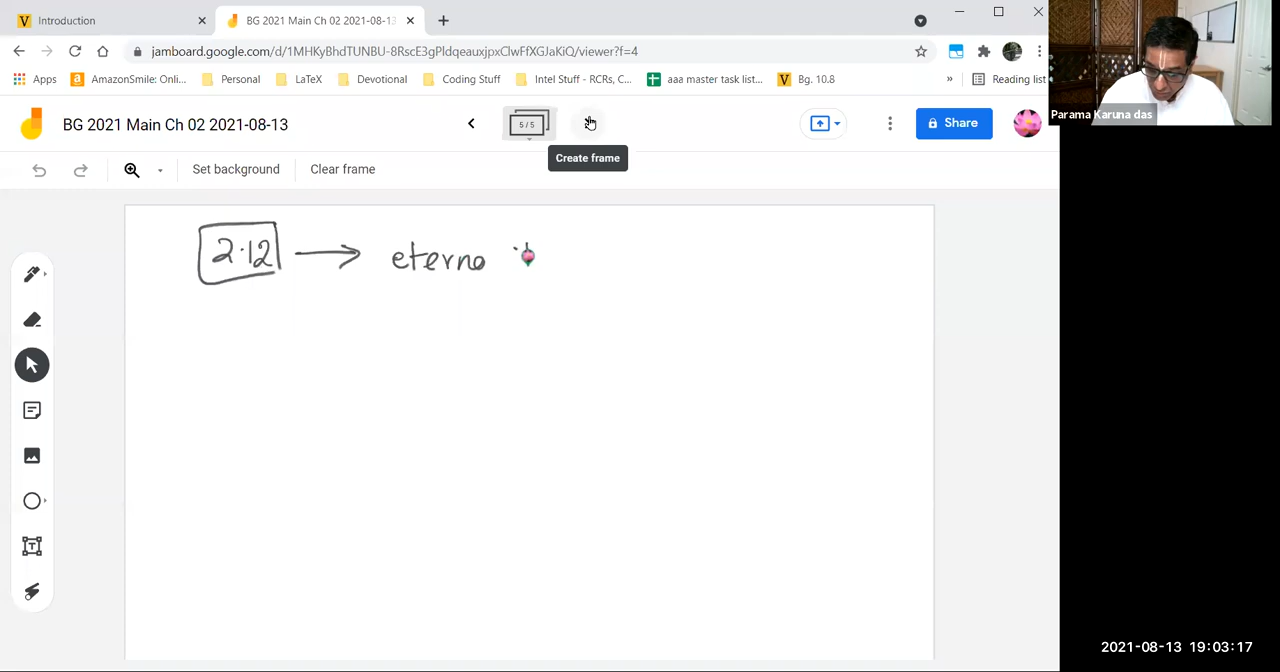 Introduction
BG 2021 Main Ch 02 2021-08-13
jamboard.google.com/d/1MHKyBhdTUNBU-8RscE3gPldqeauxjpxClwFfXGJaKiQ/viewer?f=4
Apps AmazonSmile: Onli... Personal LaTeX Devotional Coding Stuff Intel Stuff - RCRs, C... aaa master task list... Bg. 10.8 » Reading list
Parama Karuna das
BG 2021 Main Ch 02 2021-08-13
5 / 5
Share
Create frame
Set background
Clear frame
2.12 → eterna
2021-08-13 19:03:17